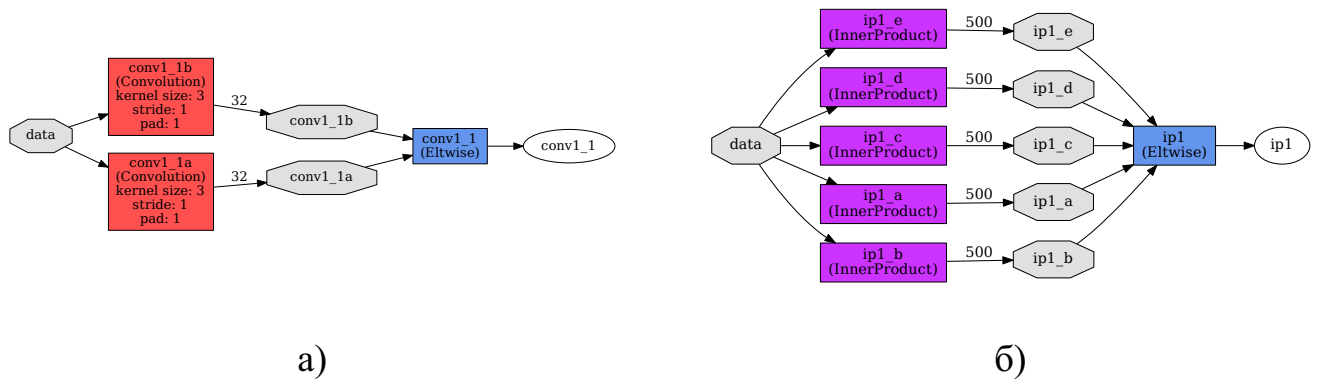 data
conv1_1b
(Convolution)
kernel size: 3
stride: 1
pad: 1
32
conv1_1b
conv1_1a
(Convolution)
kernel size: 3
stride: 1
pad: 1
32
conv1_1a
conv1_1
(Eltwise)
conv1_1
а)
data
ip1_e
(InnerProduct)
500
ip1_e
ip1_d
(InnerProduct)
500
ip1_d
ip1_c
(InnerProduct)
500
ip1_c
ip1_a
(InnerProduct)
500
ip1_a
ip1_b
(InnerProduct)
500
ip1_b
ip1
(Eltwise)
ip1
б)